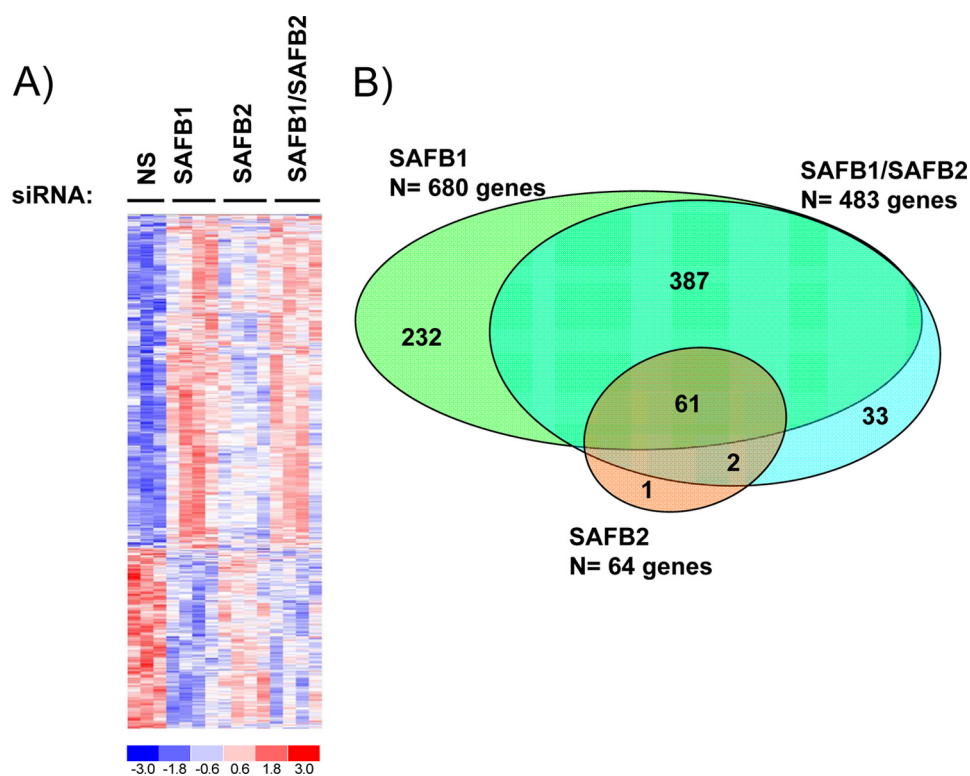 A)
siRNA:
NS
SAFB1
SAFB2
SAFB1/SAFB2
-3.0 -1.8 -0.6 0.6 1.8 3.0
B)
SAFB1
N= 680 genes
SAFB1/SAFB2
N= 483 genes
387
232
61
33
2
1
SAFB2
N= 64 genes